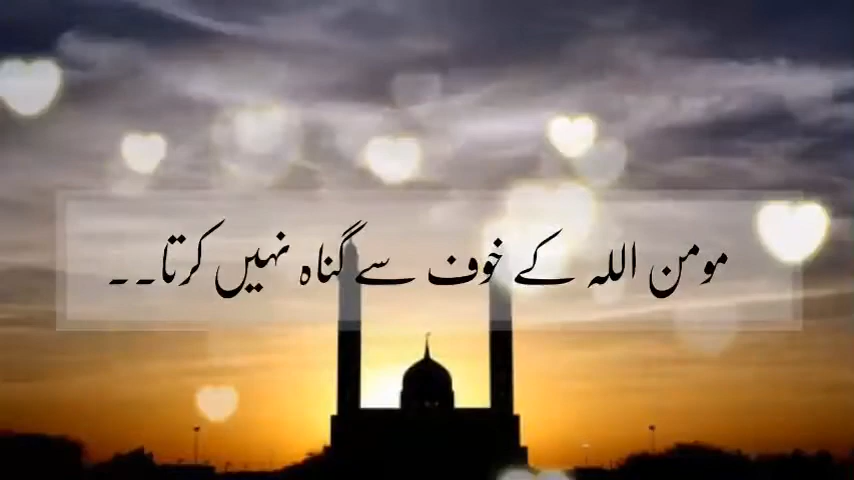 مومن اللہ کے خوف سے گناہ نہیں کرتا۔۔